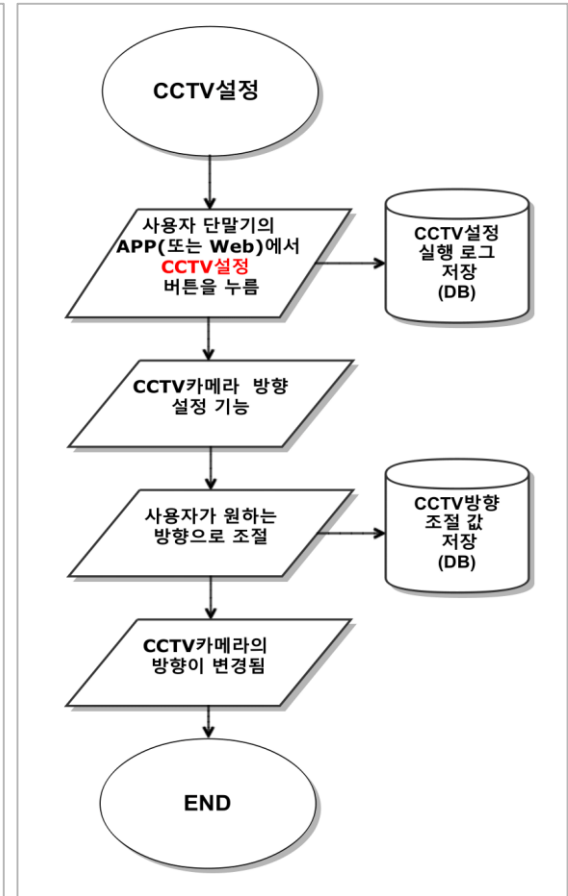 CCTV설정
사용자 단말기의
APP(또는 Web)에서
CCTV설정
버튼을 누름
CCTV설정
실행 로그
저장
(DB)
CCTV카메라 방향
설정 기능
사용자가 원하는
방향으로 조절
CCTV방향
조절 값
저장
(DB)
CCTV카메라의
방향이 변경됨
END